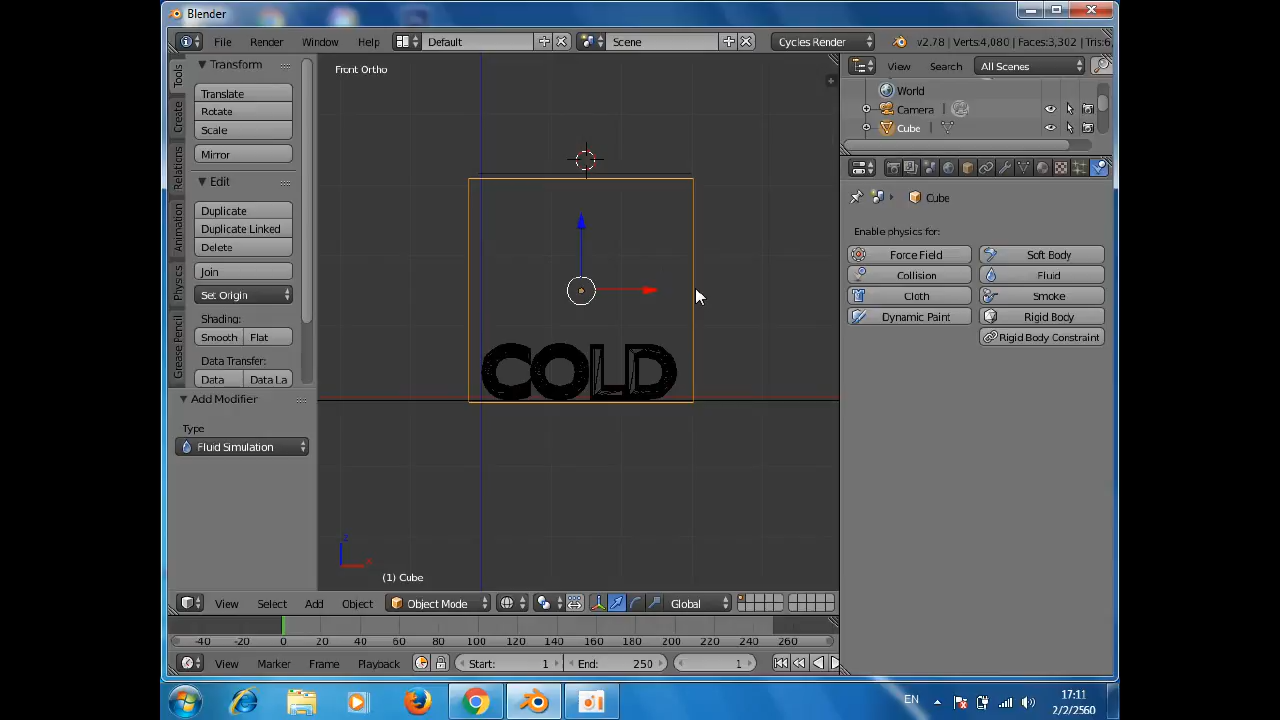 Blender
File Render Window Help Default Scene Cycles Render v2.78 | Verts:4,080 | Faces:3,302 | Tris:6,
Tools
Create
Relations
Animation
Physics
Grease Pencil
Transform
Translate
Rotate
Scale
Mirror
Edit
Duplicate
Duplicate Linked
Delete
Join
Set Origin
Shading:
Smooth Flat
Data Transfer:
Data Data La
Add Modifier
Type
Fluid Simulation
Front Ortho
COLD
z
x
(1) Cube
View Select Add Object Object Mode Global
-40 -20 0 20 40 60 80 100 120 140 160 180 200 220 240 260
View Marker Frame Playback Start: 1 End: 250 1
View Search All Scenes
World
Camera
Cube
Cube
Enable physics for:
Force Field Soft Body
Collision Fluid
Cloth Smoke
Dynamic Paint Rigid Body
Rigid Body Constraint
EN
17:11
2/2/2560